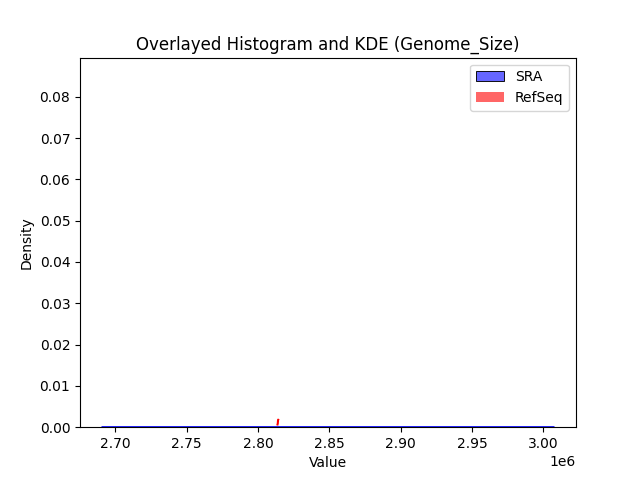 Overlayed Histogram and KDE (Genome_Size)
SRA
RefSeq
0.08
0.07
0.06
0.05
0.04
0.03
0.02
0.01
0.00
Density
2.70 2.75 2.80 2.85 2.90 2.95 3.00
Value
1e6